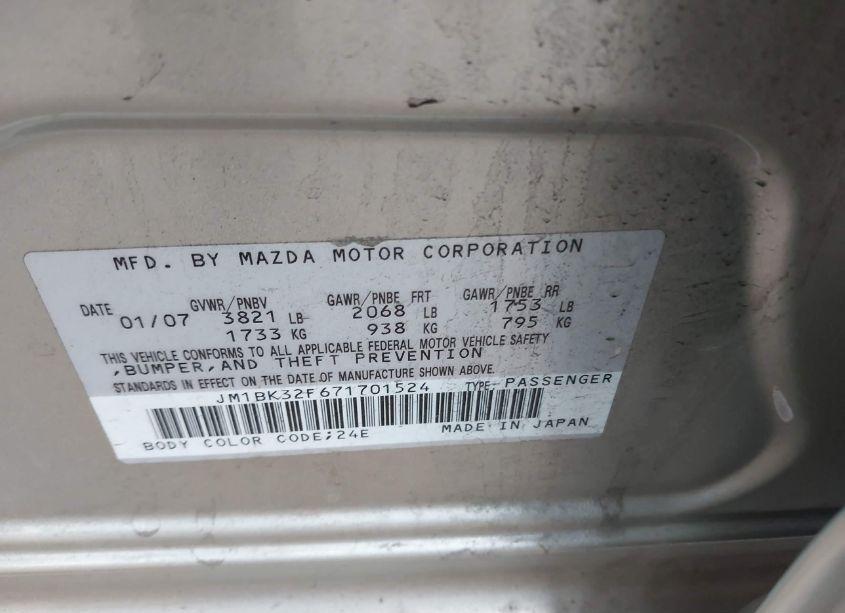 MFD. BY MAZDA MOTOR CORPORATION
DATE GVWR/PNBV GAWR/PNBE FRT GAWR/PNBE RR
01/07 3821 LB 2068 LB 1753 LB
1733 KG 938 KG 795 KG
THIS VEHICLE CONFORMS TO ALL APPLICABLE FEDERAL MOTOR VEHICLE SAFETY
,BUMPER,AND THEFT PREVENTION
STANDARDS IN EFFECT ON THE DATE OF MANUFACTURE SHOWN ABOVE.
JM1BK32F671701524 TYPE: PASSENGER
BODY COLOR CODE;24E MADE IN JAPAN